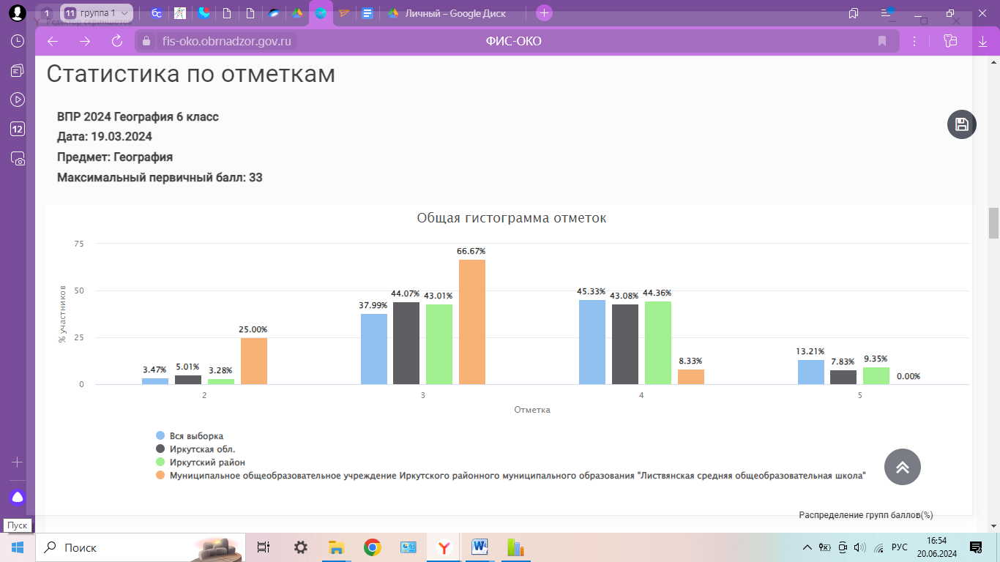 1
11 группа 1
Личный – Google Диск
Редактор скриншотов
fis-oko.obrnadzor.gov.ru
ФИС-ОКО
Статистика по отметкам
ВПР 2024 География 6 класс
Дата: 19.03.2024
Предмет: География
Максимальный первичный балл: 33
12
Общая гистограмма отметок
% участников
75
50
25
0
3.47%
5.01%
3.28%
25.00%
37.99%
44.07%
43.01%
66.67%
45.33%
43.08%
44.36%
8.33%
13.21%
7.83%
9.35%
0.00%
2
3
4
5
Отметка
Вся выборка
Иркутская обл.
Иркутский район
Муниципальное общеобразовательное учреждение Иркутского районного муниципального образования "Листвянская средняя общеобразовательная школа"
Распределение групп баллов(%)
Пуск
Поиск
РУС
16:54
20.06.2024